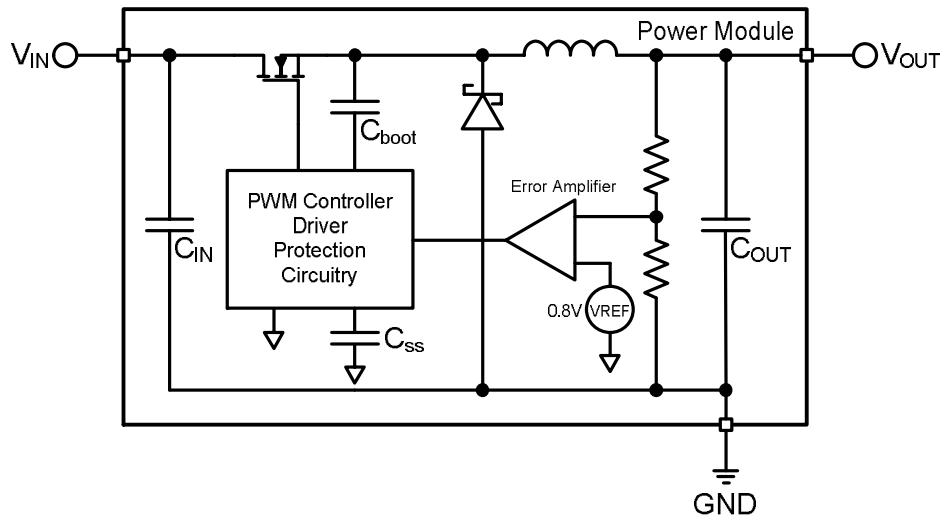 Power Module
VIN
VOUT
Cboot
Error Amplifier
PWM Controller
Driver
Protection
Circuitry
CIN
COUT
0.8V
VREF
Css
GND